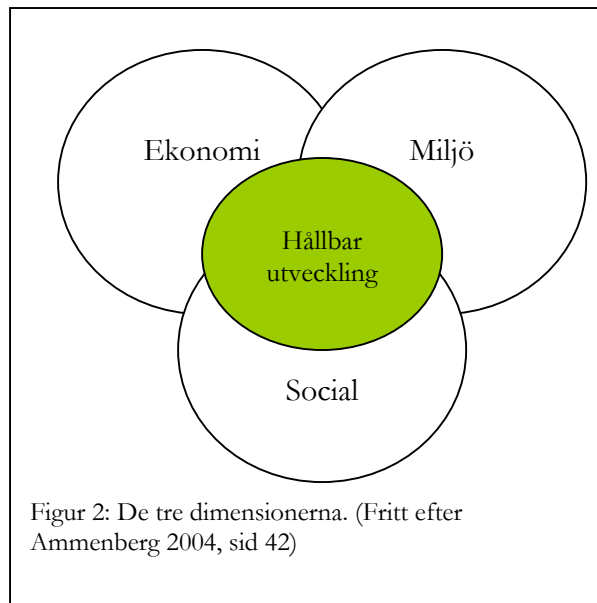 Ekonomi
Miljö
Hållbar
utveckling
Social
Figur 2: De tre dimensionerna. (Fritt efter
Ammenberg 2004, sid 42)